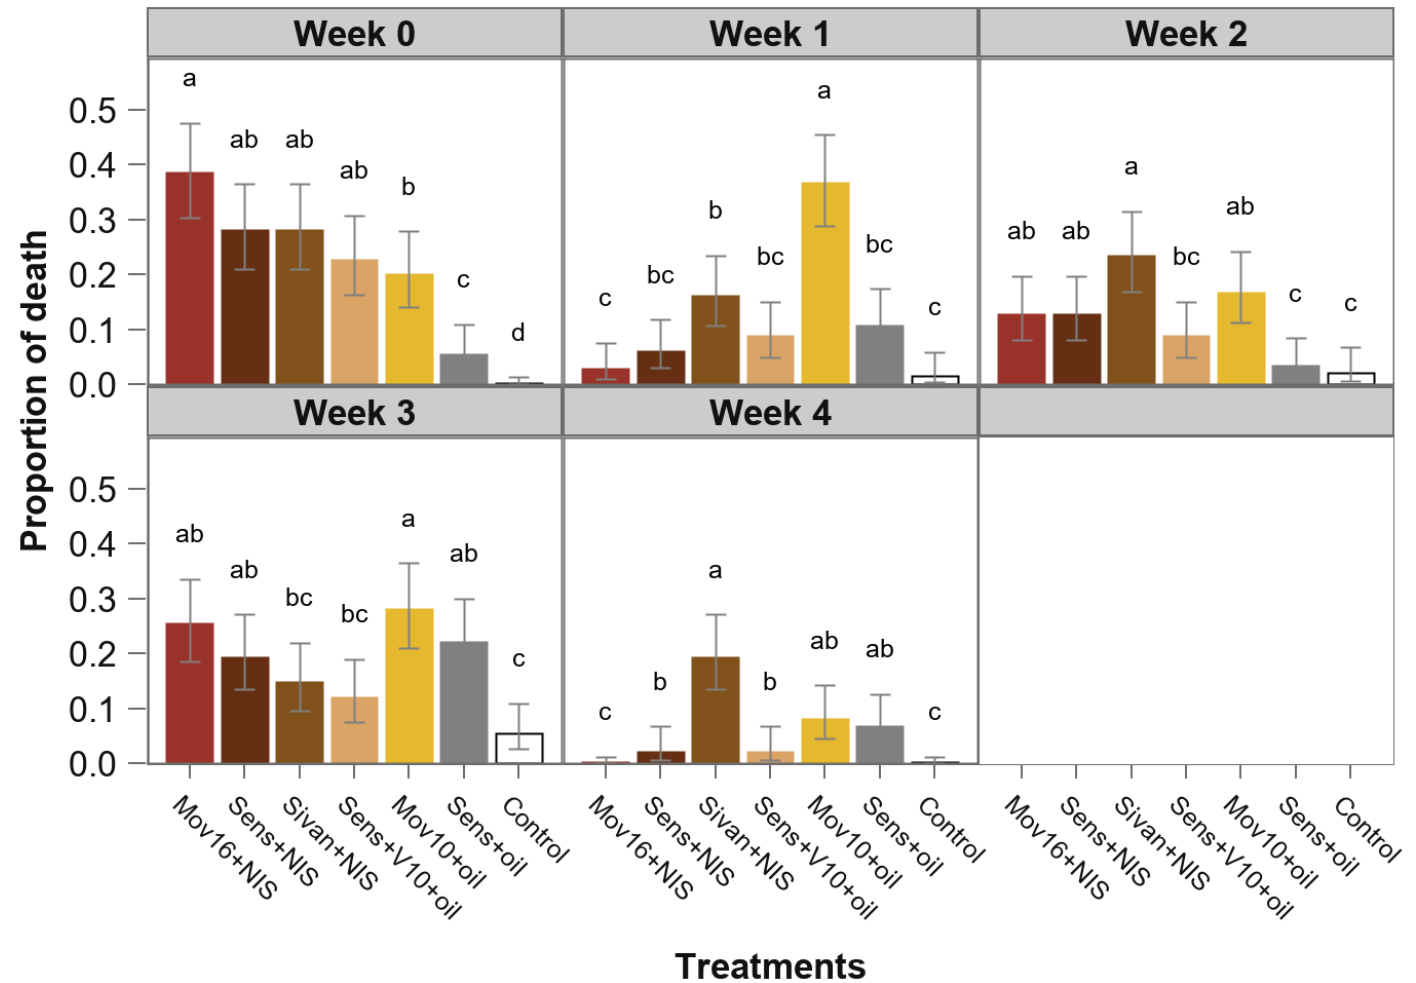 Week 0
Week 1
Week 2
a
ab
ab
ab
b
c
d
c
bc
b
bc
a
bc
c
ab
ab
a
bc
ab
c
c
0.5
0.4
0.3
0.2
0.1
0.0
Proportion of death
Week 3
Week 4
ab
ab
bc
bc
a
ab
c
c
b
a
b
ab
ab
c
0.5
0.4
0.3
0.2
0.1
0.0
Mov16+NIS
Sens+NIS
Sivan+NIS
Sens+V10+oil
Mov10+oil
Sens+oil
Control
Mov16+NIS
Sens+NIS
Sivan+NIS
Sens+V10+oil
Mov10+oil
Sens+oil
Control
Mov16+NIS
Sens+NIS
Sivan+NIS
Sens+V10+oil
Mov10+oil
Sens+oil
Control
Treatments